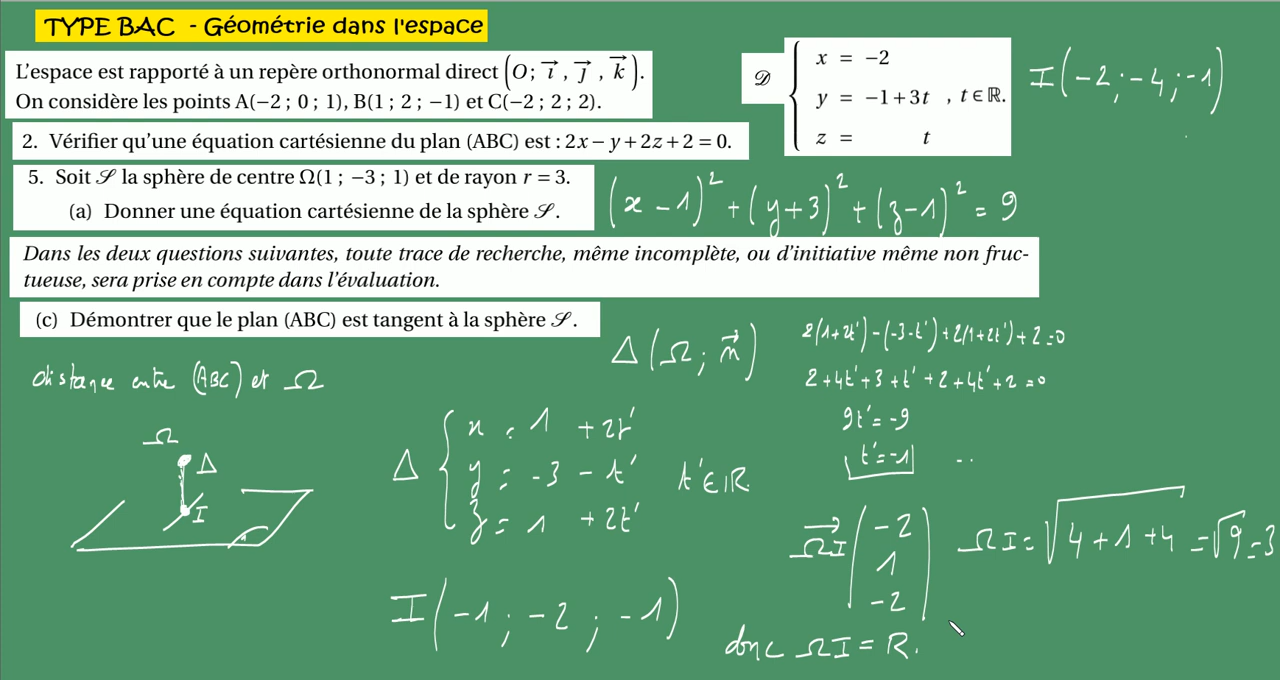 TYPE BAC - Géométrie dans l'espace
L'espace est rapporté à un repère orthonormal direct (O; i⃗, j⃗, k⃗).
On considère les points A(−2 ; 0 ; 1), B(1 ; 2 ; −1) et C(−2 ; 2 ; 2).
𝒟 { x = −2
y = −1+3t , t∈ℝ.
z = t
I(-2 ; -4 ; -1)
2. Vérifier qu'une équation cartésienne du plan (ABC) est : 2x − y + 2z + 2 = 0.
5. Soit 𝒮 la sphère de centre Ω(1 ; −3 ; 1) et de rayon r = 3.
(a) Donner une équation cartésienne de la sphère 𝒮.
(x - 1)² + (y+3)² + (z-1)² = 9
Dans les deux questions suivantes, toute trace de recherche, même incomplète, ou d'initiative même non fruc-
tueuse, sera prise en compte dans l'évaluation.
(c) Démontrer que le plan (ABC) est tangent à la sphère 𝒮.
distance entre (ABC) et Ω
Ω
Δ
I
Δ(Ω ; n⃗)
Δ { x = 1 + 2t'
y = -3 - t' t'∈ℝ
z = 1 + 2t'
I(-1 ; -2 ; -1)
2(1+2t') - (-3-t') + 2(1+2t') + 2 = 0
2 + 4t' + 3 + t' + 2 + 4t' + 2 = 0
9t' = -9
t' = -1
ΩI⃗ (-2
1
-2)
ΩI = √4 + 1 + 4 = √9 = 3
donc ΩI = R.